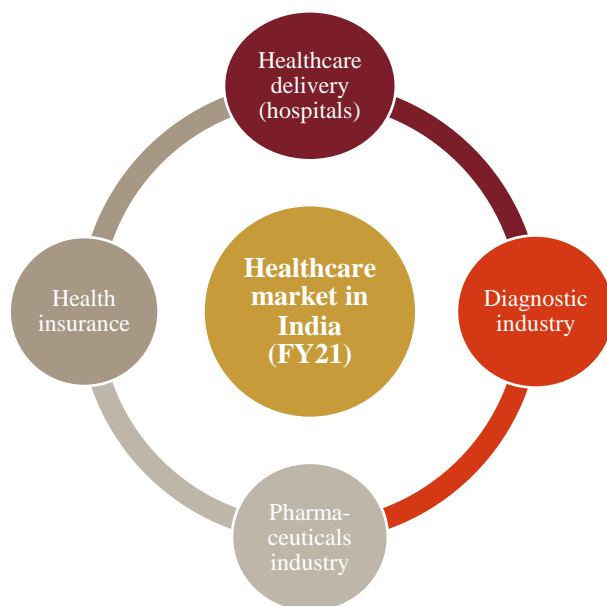 Healthcare
delivery
(hospitals)
Healthcare
market in
India
(FY21)
Health
insurance
Diagnostic
industry
Pharma-
ceuticals
industry